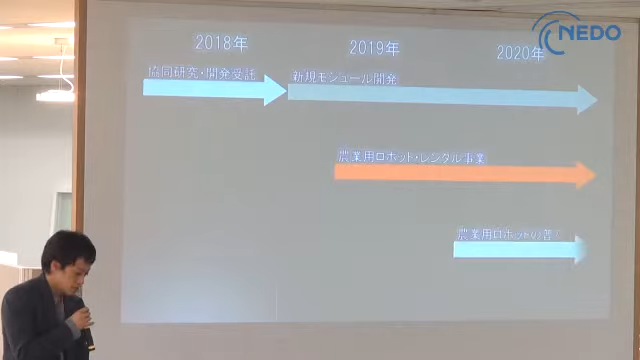 NEDO
2018年
2019年
2020年
協同研究・開発受託
新規モジュール開発
農業用ロボット・レンタル事業
農業用ロボットの普